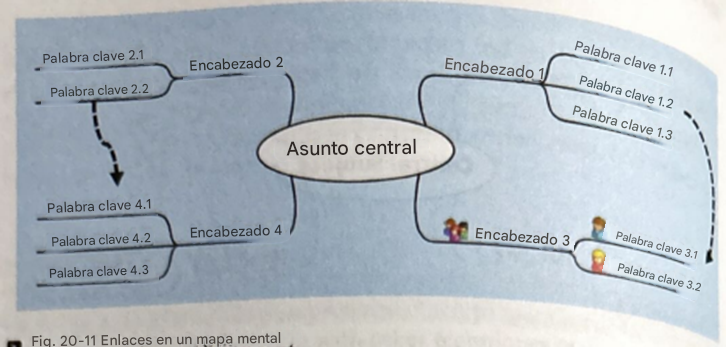 Palabra clave 2.1
Encabezado 2
Palabra clave 2.2
Encabezado 1
Palabra clave 1.1
Palabra clave 1.2
Palabra clave 1.3
Asunto central
Palabra clave 4.1
Encabezado 4
Palabra clave 4.2
Palabra clave 4.3
Encabezado 3
Palabra clave 3.1
Palabra clave 3.2
Fig. 20-11 Enlaces en un mapa mental